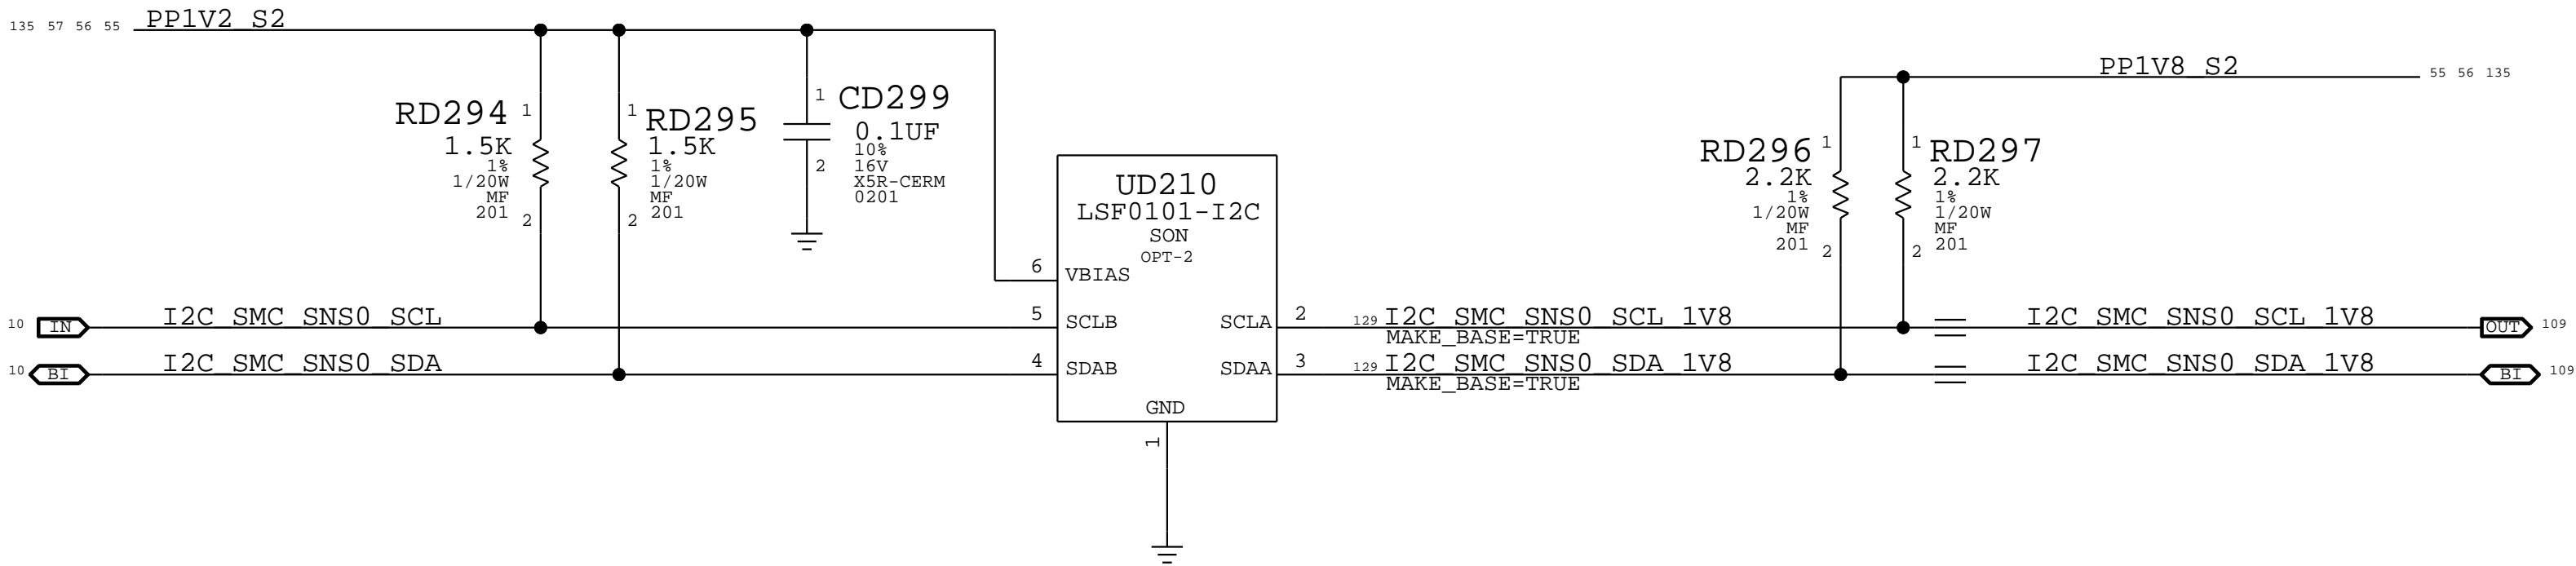 135 57 56 55 PP1V2_S2
PP1V8_S2 55 56 135
RD294
1.5K
1%
1/20W
MF
201
1
2
1
2
RD295
1.5K
1%
1/20W
MF
201
1
2
CD299
0.1UF
10%
16V
X5R-CERM
0201
UD210
LSF0101-I2C
SON
OPT-2
6 VBIAS
5 SCLB
4 SDAB
SCLA 2
SDAA 3
GND
1
RD296
2.2K
1%
1/20W
MF
201
1
2
1
2
RD297
2.2K
1%
1/20W
MF
201
10 IN I2C_SMC_SNS0_SCL
10 BI I2C_SMC_SNS0_SDA
129 I2C_SMC_SNS0_SCL_1V8
MAKE_BASE=TRUE
129 I2C_SMC_SNS0_SDA_1V8
MAKE_BASE=TRUE
I2C_SMC_SNS0_SCL_1V8 OUT 109
I2C_SMC_SNS0_SDA_1V8 BI 109